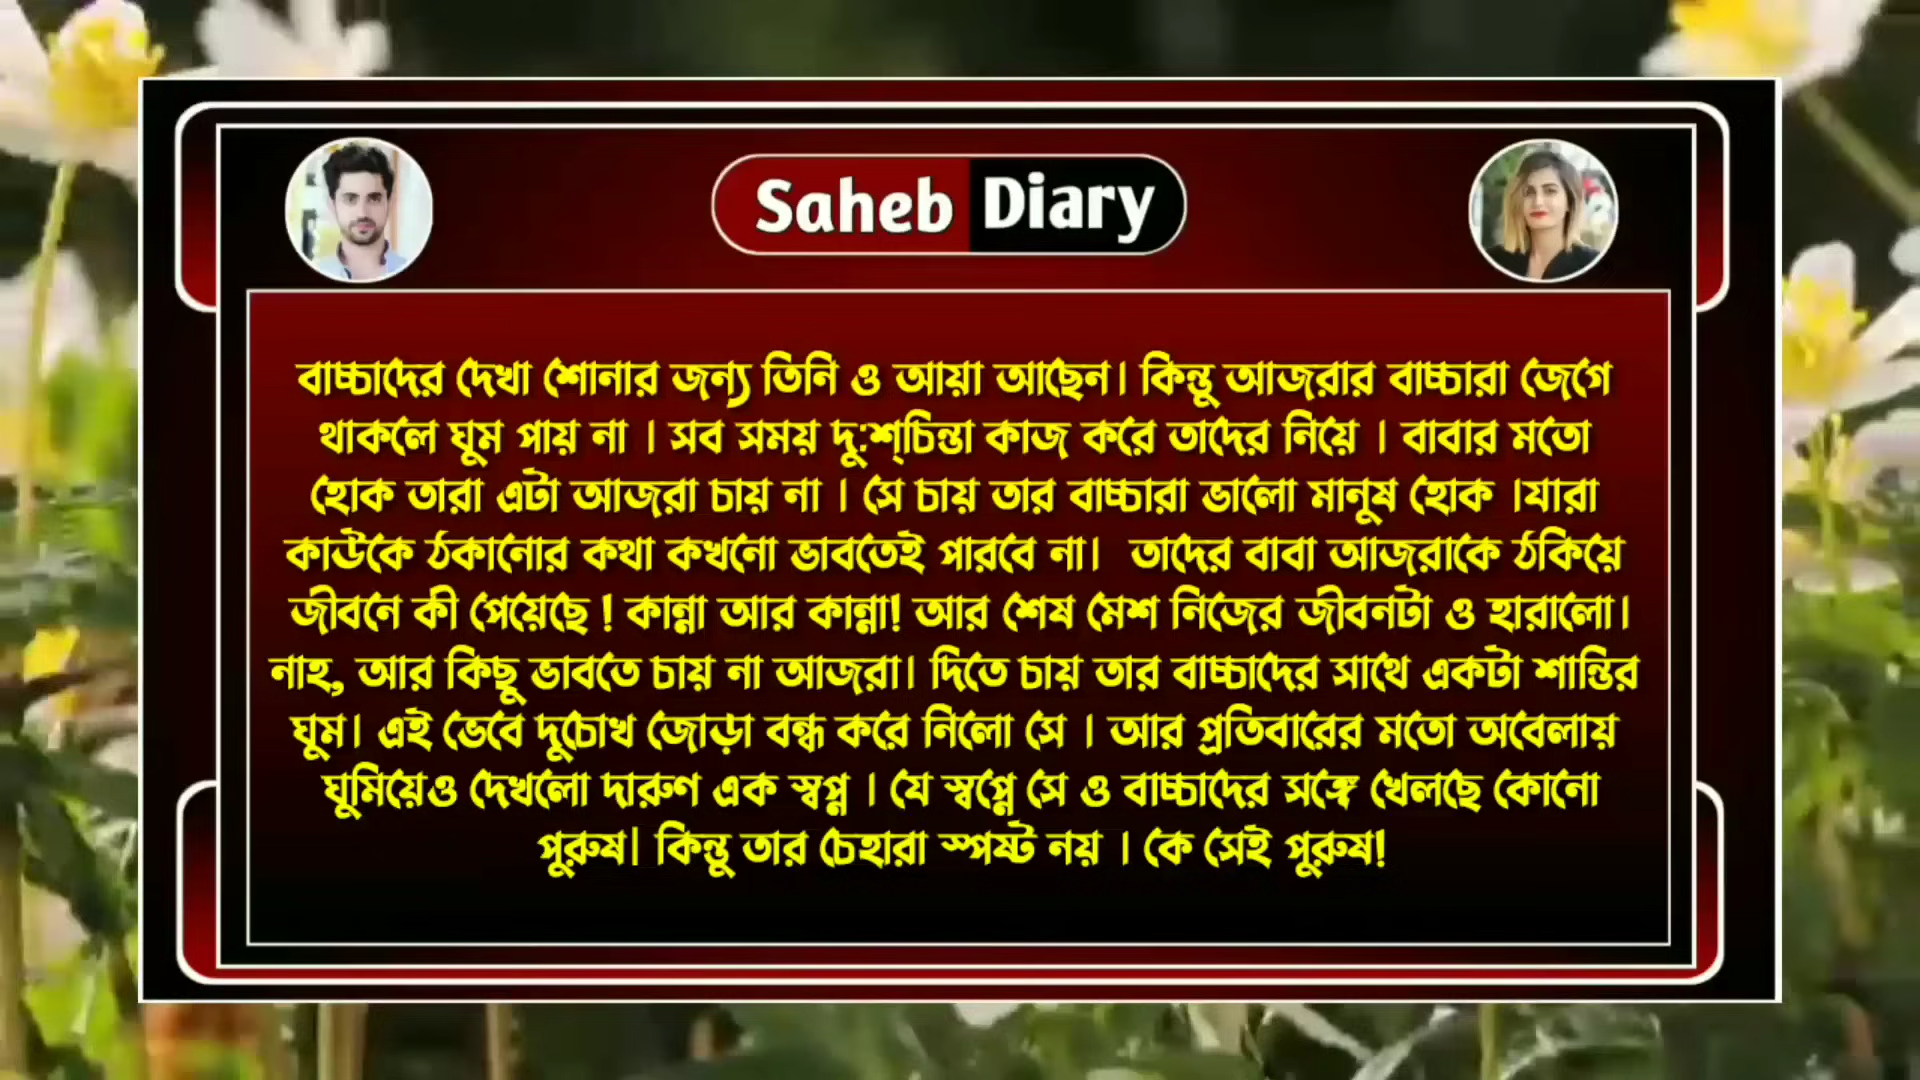 Saheb Diary
বাচ্চাদের দেখা শোনার জন্য তিনি ও আয়া আছেন। কিন্তু আজরার বাচ্চারা জেগে
থাকলে ঘুম পায় না । সব সময় দু:শ্চিন্তা কাজ করে তাদের নিয়ে । বাবার মতো
হোক তারা এটা আজরা চায় না । সে চায় তার বাচ্চারা ভালো মানুষ হোক ।যারা
কাউকে ঠকানোর কথা কখনো ভাবতেই পারবে না। তাদের বাবা আজরাকে ঠকিয়ে
জীবনে কী পেয়েছে ! কান্না আর কান্না! আর শেষ মেশ নিজের জীবনটা ও হারালো।
নাহ, আর কিছু ভাবতে চায় না আজরা। দিতে চায় তার বাচ্চাদের সাথে একটা শান্তির
ঘুম। এই ভেবে দুচোখ জোড়া বন্ধ করে নিলো সে । আর প্রতিবারের মতো অবেলায়
ঘুমিয়েও দেখলো দারুণ এক স্বপ্ন । যে স্বপ্নে সে ও বাচ্চাদের সঙ্গে খেলছে কোনো
পুরুষ| কিন্তু তার চেহারা স্পষ্ট নয় । কে সেই পুরুষ!